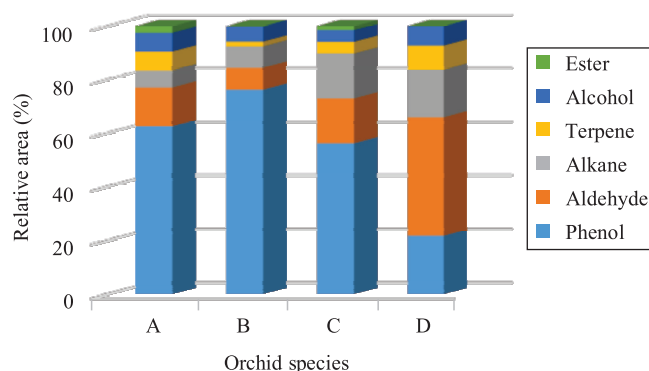 100
80
60
40
20
0
Relative area (%)
A B C D
Orchid species
Ester
Alcohol
Terpene
Alkane
Aldehyde
Phenol